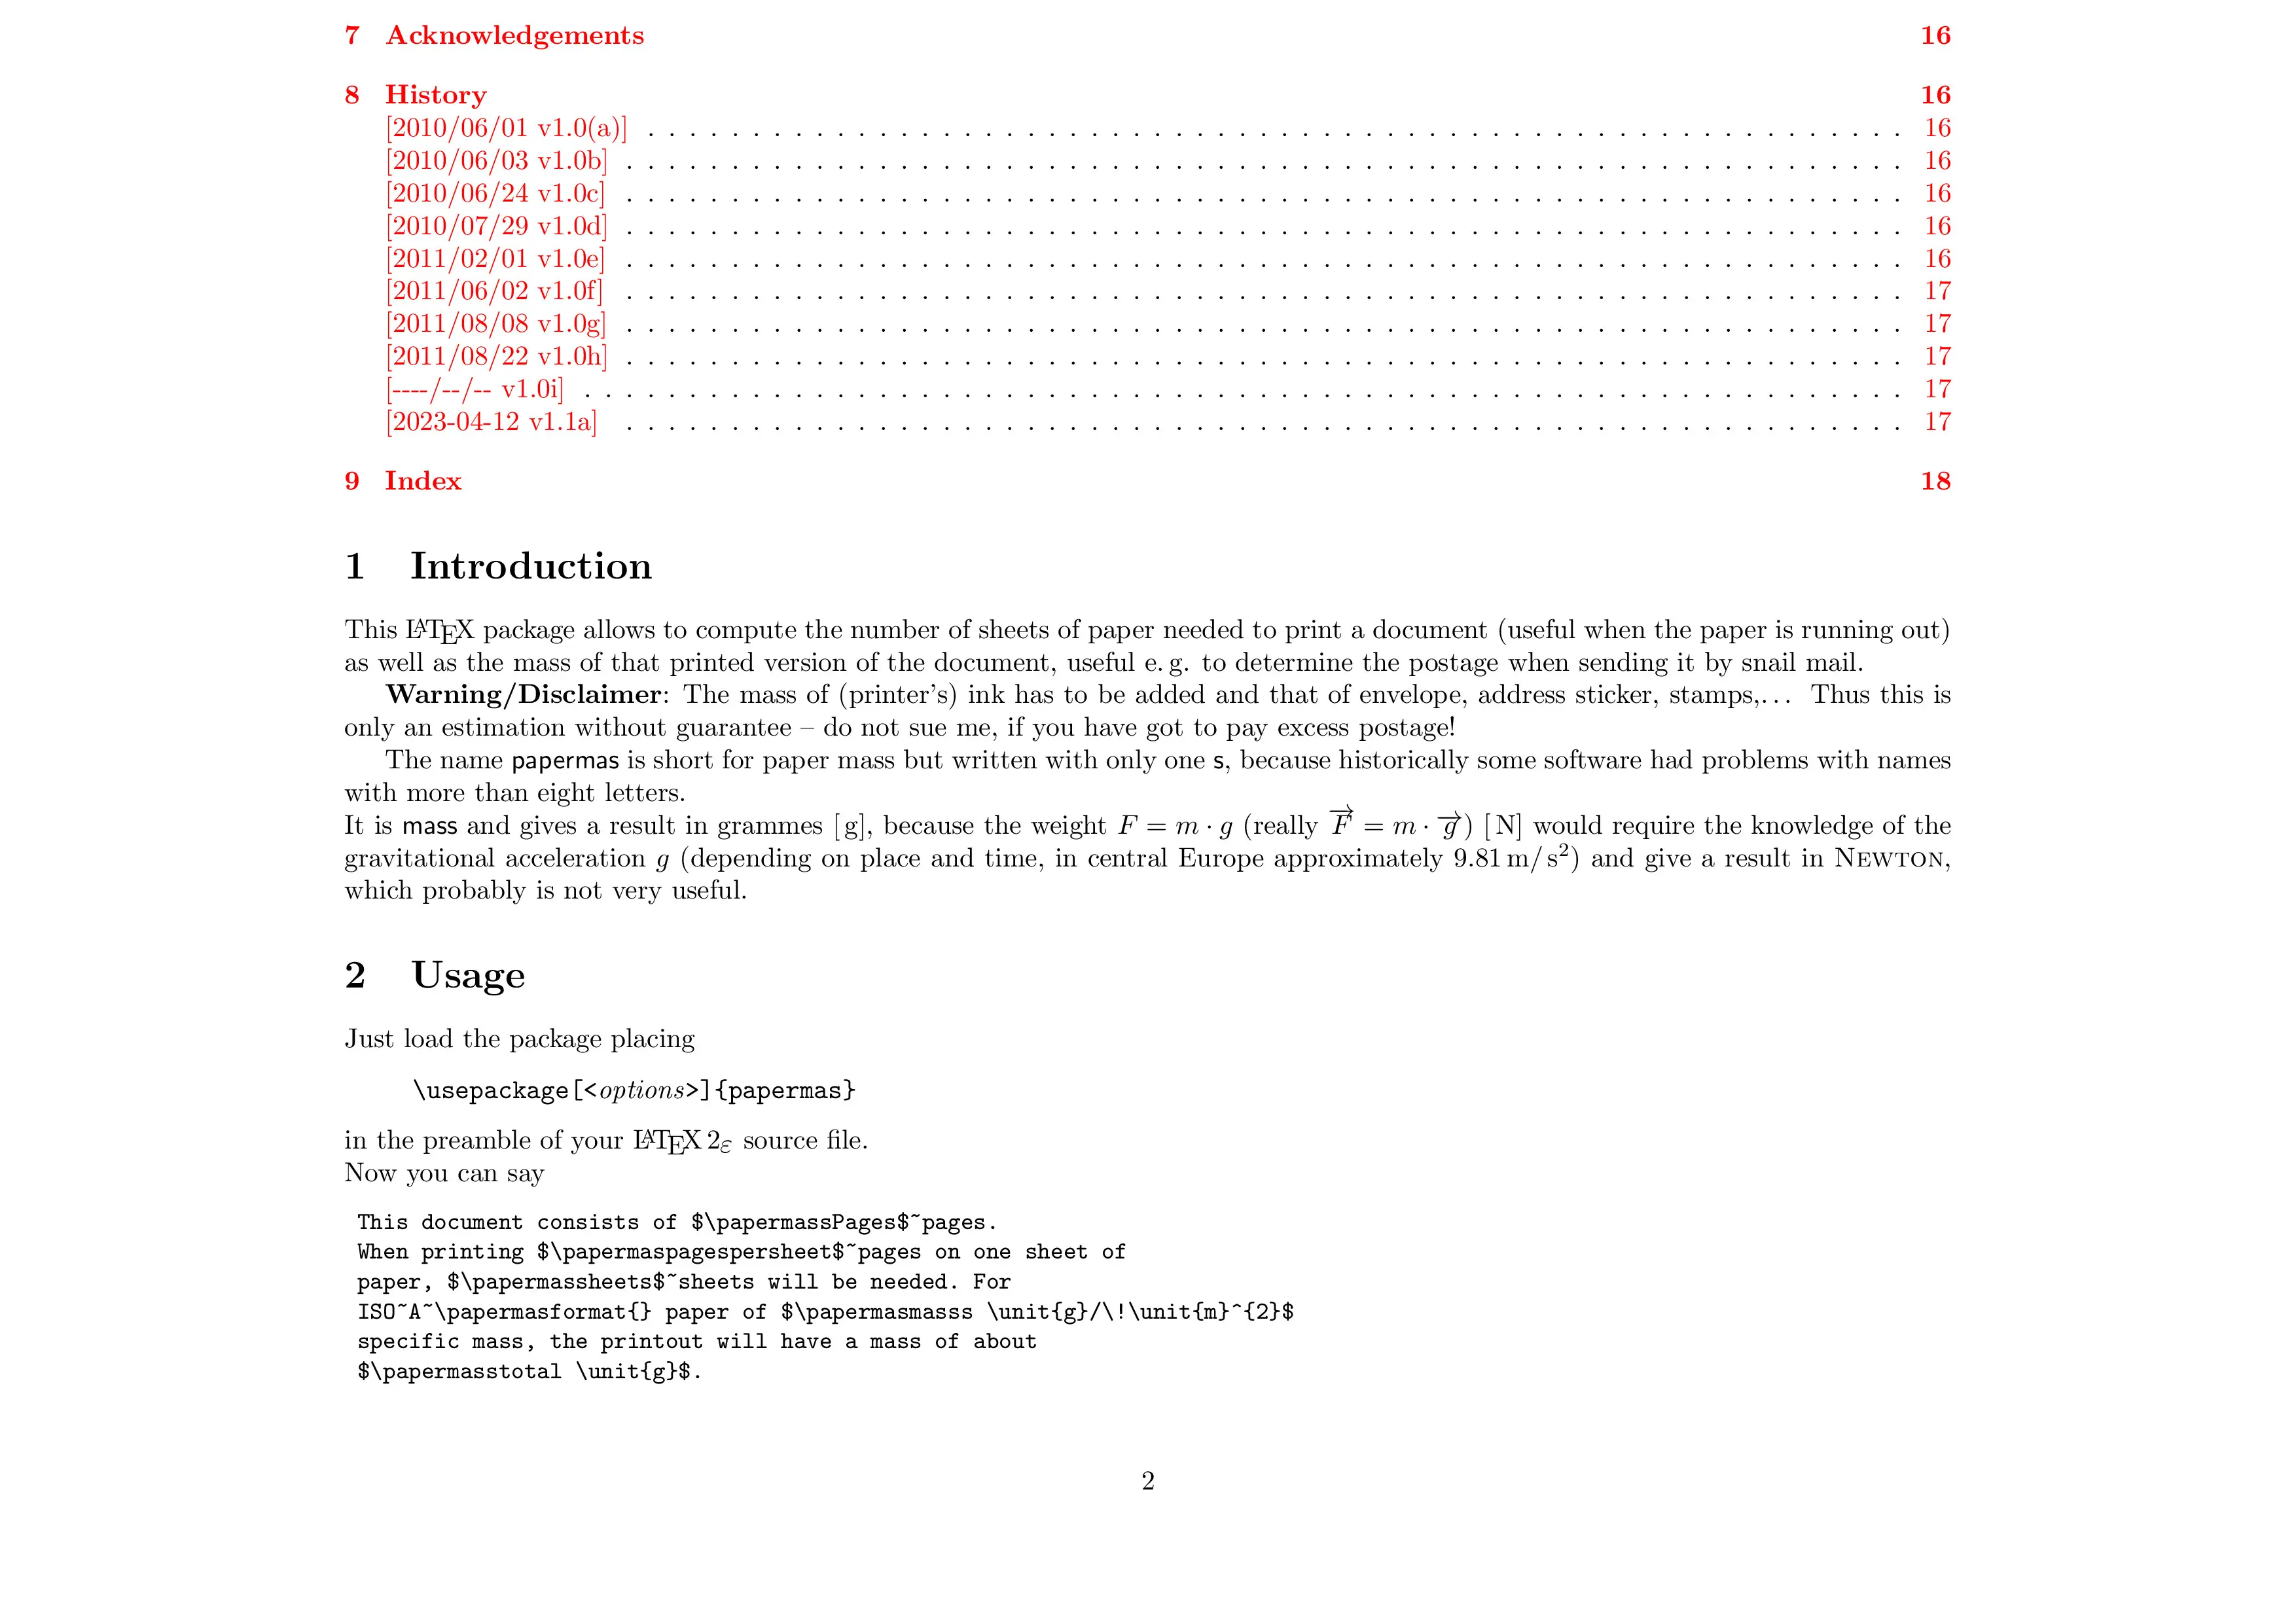 7 Acknowledgements 16
8 History 16
[2010/06/01 v1.0(a)] . . . . . . . . . . . . . . . . . . . . . . . . . . . . . . . . . . . . . . . . . . . . . . . . . . . . . . . . . . . . 16
[2010/06/03 v1.0b] . . . . . . . . . . . . . . . . . . . . . . . . . . . . . . . . . . . . . . . . . . . . . . . . . . . . . . . . . . . . . 16
[2010/06/24 v1.0c] . . . . . . . . . . . . . . . . . . . . . . . . . . . . . . . . . . . . . . . . . . . . . . . . . . . . . . . . . . . . . 16
[2010/07/29 v1.0d] . . . . . . . . . . . . . . . . . . . . . . . . . . . . . . . . . . . . . . . . . . . . . . . . . . . . . . . . . . . . . 16
[2011/02/01 v1.0e] . . . . . . . . . . . . . . . . . . . . . . . . . . . . . . . . . . . . . . . . . . . . . . . . . . . . . . . . . . . . . 16
[2011/06/02 v1.0f] . . . . . . . . . . . . . . . . . . . . . . . . . . . . . . . . . . . . . . . . . . . . . . . . . . . . . . . . . . . . . 17
[2011/08/08 v1.0g] . . . . . . . . . . . . . . . . . . . . . . . . . . . . . . . . . . . . . . . . . . . . . . . . . . . . . . . . . . . . . 17
[2011/08/22 v1.0h] . . . . . . . . . . . . . . . . . . . . . . . . . . . . . . . . . . . . . . . . . . . . . . . . . . . . . . . . . . . . . 17
[----/--/-- v1.0i] . . . . . . . . . . . . . . . . . . . . . . . . . . . . . . . . . . . . . . . . . . . . . . . . . . . . . . . . . . . . . . . 17
[2023-04-12 v1.1a] . . . . . . . . . . . . . . . . . . . . . . . . . . . . . . . . . . . . . . . . . . . . . . . . . . . . . . . . . . . . . 17
9 Index 18
1 Introduction
This LATEX package allows to compute the number of sheets of paper needed to print a document (useful when the paper is running out)
as well as the mass of that printed version of the document, useful e. g. to determine the postage when sending it by snail mail.
Warning/Disclaimer: The mass of (printer's) ink has to be added and that of envelope, address sticker, stamps,... Thus this is
only an estimation without guarantee – do not sue me, if you have got to pay excess postage!
The name papermas is short for paper mass but written with only one s, because historically some software had problems with names
with more than eight letters.
It is mass and gives a result in grammes [ g], because the weight F = m · g (really F⃗ = m · g⃗) [ N] would require the knowledge of the
gravitational acceleration g (depending on place and time, in central Europe approximately 9.81 m/ s²) and give a result in NEWTON,
which probably is not very useful.
2 Usage
Just load the package placing
\usepackage[<options>]{papermas}
in the preamble of your LATEX 2ε source file.
Now you can say
This document consists of $\papermassPages$~pages.
When printing $\papermaspagespersheet$~pages on one sheet of
paper, $\papermassheets$~sheets will be needed. For
ISO~A~\papermasformat{} paper of $\papermasmasss \unit{g}/\!\unit{m}^{2}$
specific mass, the printout will have a mass of about
$\papermasstotal \unit{g}$.
2